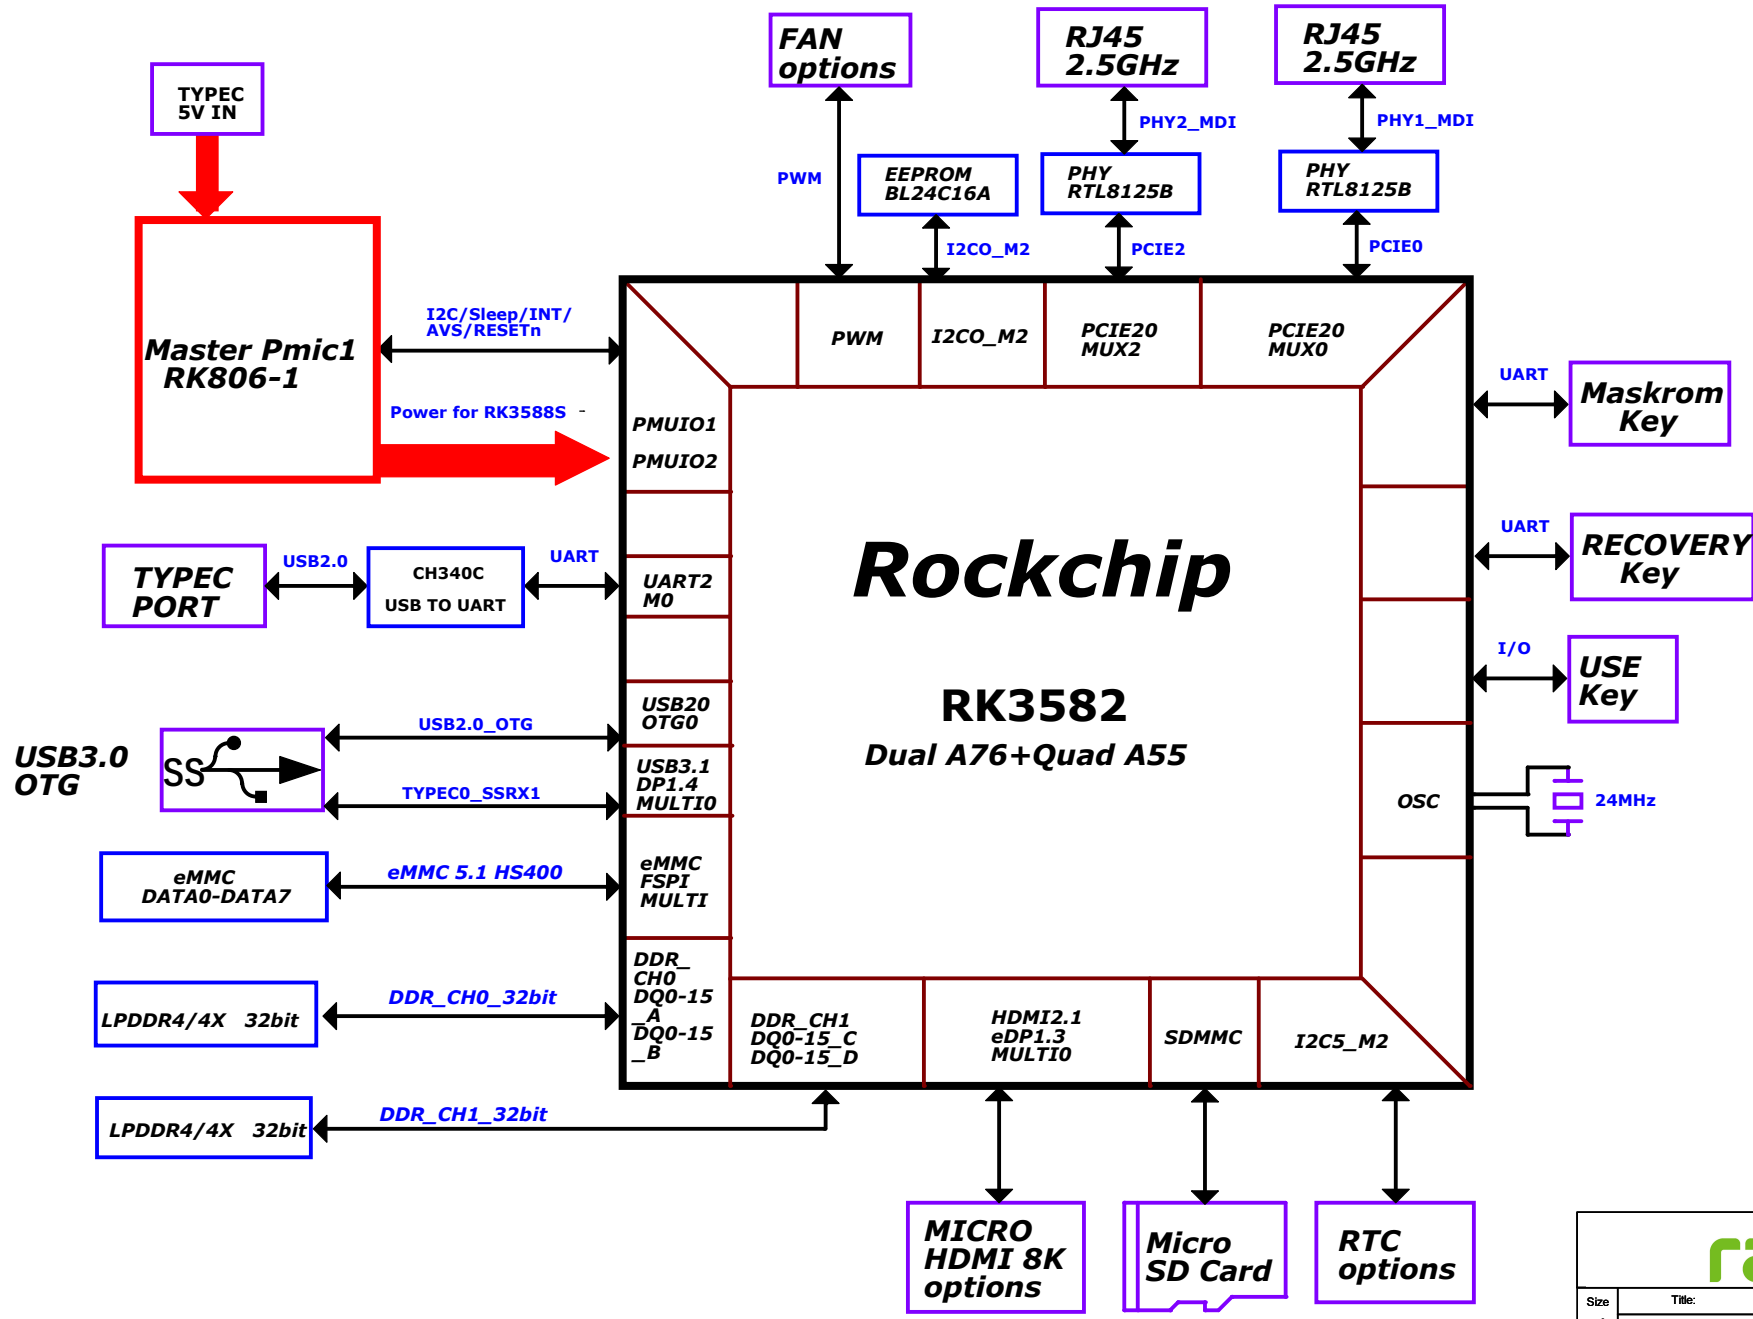 FAN
options
RJ45
2.5GHz
RJ45
2.5GHz
TYPEC
5V IN
PHY2_MDI
PHY1_MDI
PWM
EEPROM
BL24C16A
PHY
RTL8125B
PHY
RTL8125B
I2CO_M2
PCIE2
PCIE0
Master Pmic1
RK806-1
I2C/Sleep/INT/
AVS/RESETn
Power for RK3588S -
PWM
I2CO_M2
PCIE20
MUX2
PCIE20
MUX0
PMUIO1
PMUIO2
UART
Maskrom
Key
UART
RECOVERY
Key
I/O
USE
Key
TYPEC
PORT
USB2.0
CH340C
USB TO UART
UART
UART2
M0
Rockchip
RK3582
Dual A76+Quad A55
USB3.0
OTG
SS
USB2.0_OTG
TYPEC0_SSRX1
USB20
OTG0
USB3.1
DP1.4
MULTI0
OSC
24MHz
eMMC
DATA0-DATA7
eMMC 5.1 HS400
eMMC
FSPI
MULTI
LPDDR4/4X 32bit
DDR_CH0_32bit
DDR_
CH0
DQ0-15
_A
DQ0-15
_B
DDR_CH1
DQ0-15_C
DQ0-15_D
HDMI2.1
eDP1.3
MULTI0
SDMMC
I2C5_M2
LPDDR4/4X 32bit
DDR_CH1_32bit
MICRO
HDMI 8K
options
Micro
SD Card
RTC
options
Size
Title: